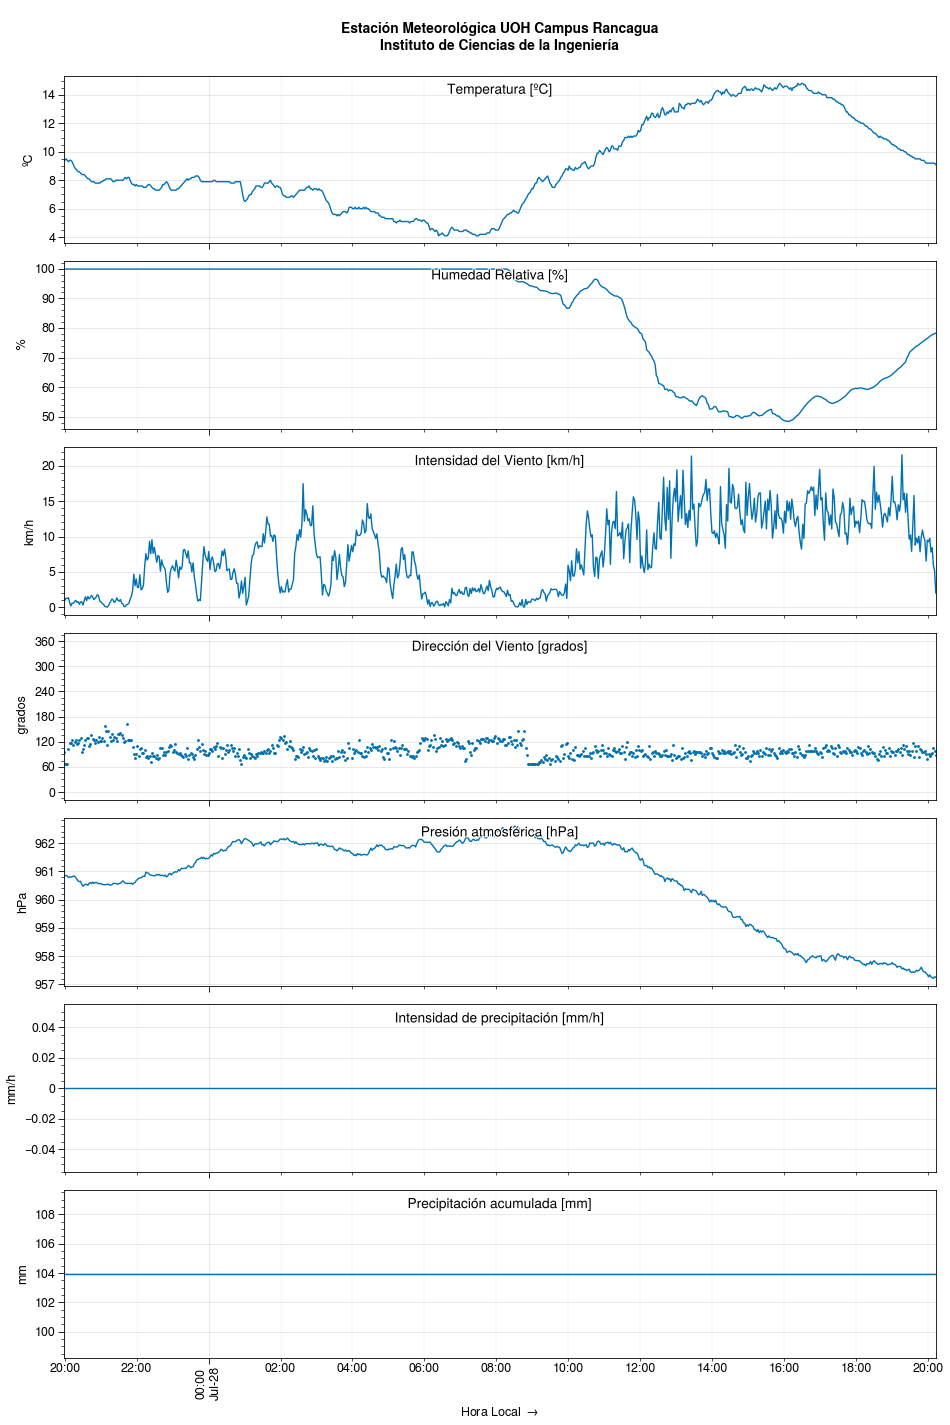 Estación Meteorológica UOH Campus Rancagua
Instituto de Ciencias de la Ingeniería
Temperatura [ºC]
ºC
14
12
10
8
6
4
Humedad Relativa [%]
%
100
90
80
70
60
50
Intensidad del Viento [km/h]
km/h
20
15
10
5
0
Dirección del Viento [grados]
grados
360
300
240
180
120
60
0
Presión atmosférica [hPa]
hPa
962
961
960
959
958
957
Intensidad de precipitación [mm/h]
mm/h
0.04
0.02
0
−0.02
−0.04
Precipitación acumulada [mm]
mm
108
106
104
102
100
20:00 22:00 00:00 02:00 04:00 06:00 08:00 10:00 12:00 14:00 16:00 18:00 20:00
Jul-28
Hora Local →